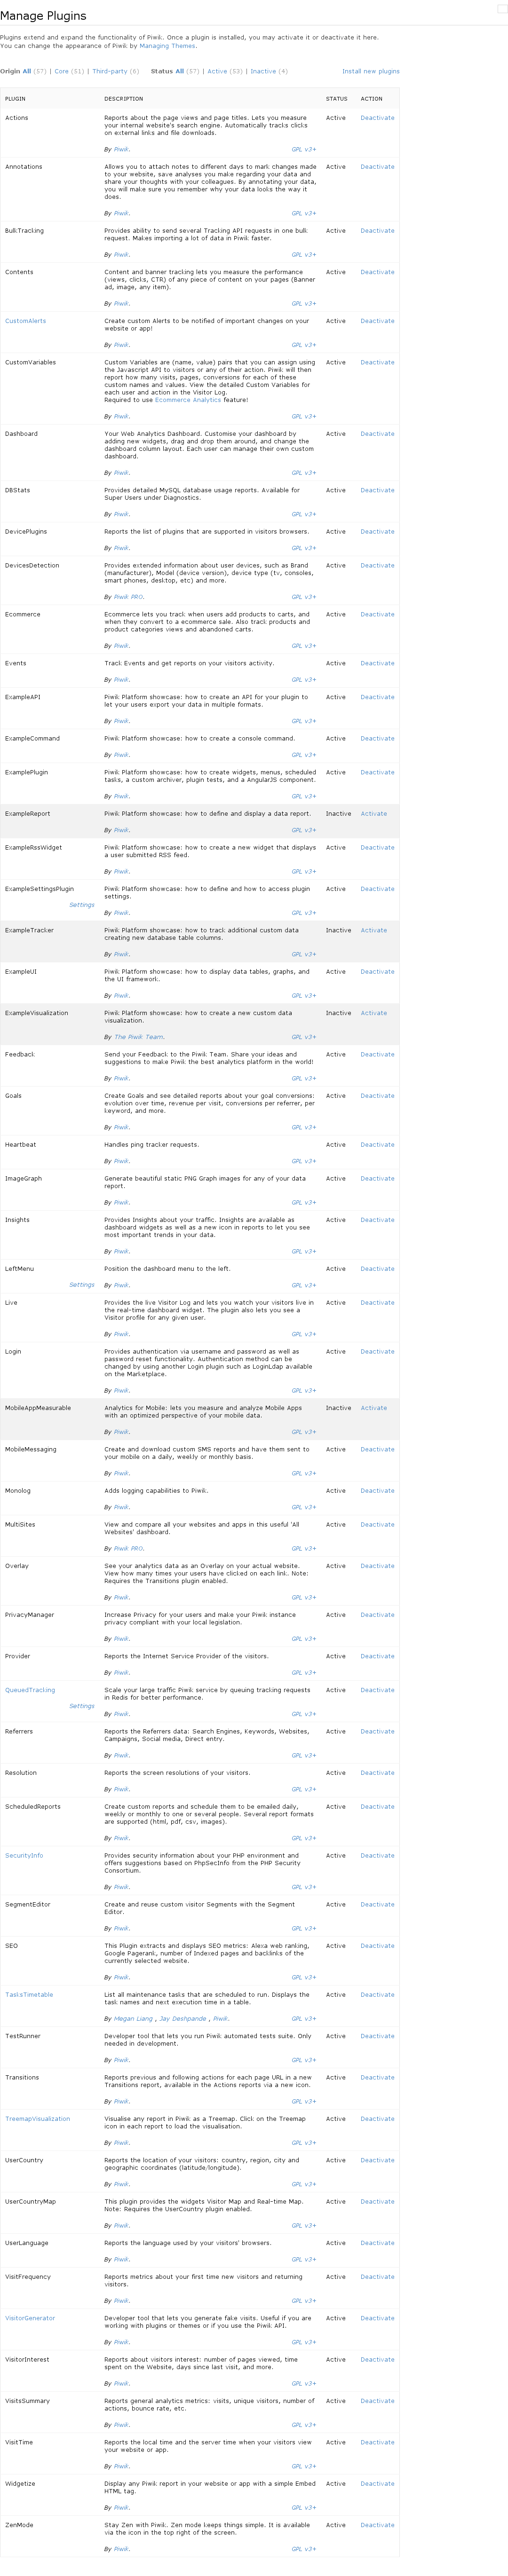 Manage Plugins
Plugins extend and expand the functionality of Piwik. Once a plugin is installed, you may activate it or deactivate it here.
You can change the appearance of Piwik by Managing Themes.
Origin All (57) | Core (51) | Third-party (6) Status All (57) | Active (53) | Inactive (4) Install new plugins
PLUGIN DESCRIPTION STATUS ACTION
Actions Reports about the page views and page titles. Lets you measure Active Deactivate
your internal website's search engine. Automatically tracks clicks
on external links and file downloads.
By Piwik. GPL v3+
Annotations Allows you to attach notes to different days to mark changes made Active Deactivate
to your website, save analyses you make regarding your data and
share your thoughts with your colleagues. By annotating your data,
you will make sure you remember why your data looks the way it
does.
By Piwik. GPL v3+
BulkTracking Provides ability to send several Tracking API requests in one bulk Active Deactivate
request. Makes importing a lot of data in Piwik faster.
By Piwik. GPL v3+
Contents Content and banner tracking lets you measure the performance Active Deactivate
(views, clicks, CTR) of any piece of content on your pages (Banner
ad, image, any item).
By Piwik. GPL v3+
CustomAlerts Create custom Alerts to be notified of important changes on your Active Deactivate
website or app!
By Piwik. GPL v3+
CustomVariables Custom Variables are (name, value) pairs that you can assign using Active Deactivate
the Javascript API to visitors or any of their action. Piwik will then
report how many visits, pages, conversions for each of these
custom names and values. View the detailed Custom Variables for
each user and action in the Visitor Log.
Required to use Ecommerce Analytics feature!
By Piwik. GPL v3+
Dashboard Your Web Analytics Dashboard. Customise your dashboard by Active Deactivate
adding new widgets, drag and drop them around, and change the
dashboard column layout. Each user can manage their own custom
dashboard.
By Piwik. GPL v3+
DBStats Provides detailed MySQL database usage reports. Available for Active Deactivate
Super Users under Diagnostics.
By Piwik. GPL v3+
DevicePlugins Reports the list of plugins that are supported in visitors browsers. Active Deactivate
By Piwik. GPL v3+
DevicesDetection Provides extended information about user devices, such as Brand Active Deactivate
(manufacturer), Model (device version), device type (tv, consoles,
smart phones, desktop, etc) and more.
By Piwik PRO. GPL v3+
Ecommerce Ecommerce lets you track when users add products to carts, and Active Deactivate
when they convert to a ecommerce sale. Also track products and
product categories views and abandoned carts.
By Piwik. GPL v3+
Events Track Events and get reports on your visitors activity. Active Deactivate
By Piwik. GPL v3+
ExampleAPI Piwik Platform showcase: how to create an API for your plugin to Active Deactivate
let your users export your data in multiple formats.
By Piwik. GPL v3+
ExampleCommand Piwik Platform showcase: how to create a console command. Active Deactivate
By Piwik. GPL v3+
ExamplePlugin Piwik Platform showcase: how to create widgets, menus, scheduled Active Deactivate
tasks, a custom archiver, plugin tests, and a AngularJS component.
By Piwik. GPL v3+
ExampleReport Piwik Platform showcase: how to define and display a data report. Inactive Activate
By Piwik. GPL v3+
ExampleRssWidget Piwik Platform showcase: how to create a new widget that displays Active Deactivate
a user submitted RSS feed.
By Piwik. GPL v3+
ExampleSettingsPlugin Piwik Platform showcase: how to define and how to access plugin Active Deactivate
settings.
Settings
By Piwik. GPL v3+
ExampleTracker Piwik Platform showcase: how to track additional custom data Inactive Activate
creating new database table columns.
By Piwik. GPL v3+
ExampleUI Piwik Platform showcase: how to display data tables, graphs, and Active Deactivate
the UI framework.
By Piwik. GPL v3+
ExampleVisualization Piwik Platform showcase: how to create a new custom data Inactive Activate
visualization.
By The Piwik Team. GPL v3+
Feedback Send your Feedback to the Piwik Team. Share your ideas and Active Deactivate
suggestions to make Piwik the best analytics platform in the world!
By Piwik. GPL v3+
Goals Create Goals and see detailed reports about your goal conversions: Active Deactivate
evolution over time, revenue per visit, conversions per referrer, per
keyword, and more.
By Piwik. GPL v3+
Heartbeat Handles ping tracker requests. Active Deactivate
By Piwik. GPL v3+
ImageGraph Generate beautiful static PNG Graph images for any of your data Active Deactivate
report.
By Piwik. GPL v3+
Insights Provides Insights about your traffic. Insights are available as Active Deactivate
dashboard widgets as well as a new icon in reports to let you see
most important trends in your data.
By Piwik. GPL v3+
LeftMenu Position the dashboard menu to the left. Active Deactivate
Settings By Piwik. GPL v3+
Live Provides the live Visitor Log and lets you watch your visitors live in Active Deactivate
the real-time dashboard widget. The plugin also lets you see a
Visitor profile for any given user.
By Piwik. GPL v3+
Login Provides authentication via username and password as well as Active Deactivate
password reset functionality. Authentication method can be
changed by using another Login plugin such as LoginLdap available
on the Marketplace.
By Piwik. GPL v3+
MobileAppMeasurable Analytics for Mobile: lets you measure and analyze Mobile Apps Inactive Activate
with an optimized perspective of your mobile data.
By Piwik. GPL v3+
MobileMessaging Create and download custom SMS reports and have them sent to Active Deactivate
your mobile on a daily, weekly or monthly basis.
By Piwik. GPL v3+
Monolog Adds logging capabilities to Piwik. Active Deactivate
By Piwik. GPL v3+
MultiSites View and compare all your websites and apps in this useful 'All Active Deactivate
Websites' dashboard.
By Piwik PRO. GPL v3+
Overlay See your analytics data as an Overlay on your actual website. Active Deactivate
View how many times your users have clicked on each link. Note:
Requires the Transitions plugin enabled.
By Piwik. GPL v3+
PrivacyManager Increase Privacy for your users and make your Piwik instance Active Deactivate
privacy compliant with your local legislation.
By Piwik. GPL v3+
Provider Reports the Internet Service Provider of the visitors. Active Deactivate
By Piwik. GPL v3+
QueuedTracking Scale your large traffic Piwik service by queuing tracking requests Active Deactivate
in Redis for better performance.
Settings
By Piwik. GPL v3+
Referrers Reports the Referrers data: Search Engines, Keywords, Websites, Active Deactivate
Campaigns, Social media, Direct entry.
By Piwik. GPL v3+
Resolution Reports the screen resolutions of your visitors. Active Deactivate
By Piwik. GPL v3+
ScheduledReports Create custom reports and schedule them to be emailed daily, Active Deactivate
weekly or monthly to one or several people. Several report formats
are supported (html, pdf, csv, images).
By Piwik. GPL v3+
SecurityInfo Provides security information about your PHP environment and Active Deactivate
offers suggestions based on PhpSecInfo from the PHP Security
Consortium.
By Piwik. GPL v3+
SegmentEditor Create and reuse custom visitor Segments with the Segment Active Deactivate
Editor.
By Piwik. GPL v3+
SEO This Plugin extracts and displays SEO metrics: Alexa web ranking, Active Deactivate
Google Pagerank, number of Indexed pages and backlinks of the
currently selected website.
By Piwik. GPL v3+
TasksTimetable List all maintenance tasks that are scheduled to run. Displays the Active Deactivate
task names and next execution time in a table.
By Megan Liang , Jay Deshpande , Piwik. GPL v3+
TestRunner Developer tool that lets you run Piwik automated tests suite. Only Active Deactivate
needed in development.
By Piwik. GPL v3+
Transitions Reports previous and following actions for each page URL in a new Active Deactivate
Transitions report, available in the Actions reports via a new icon.
By Piwik. GPL v3+
TreemapVisualization Visualise any report in Piwik as a Treemap. Click on the Treemap Active Deactivate
icon in each report to load the visualisation.
By Piwik. GPL v3+
UserCountry Reports the location of your visitors: country, region, city and Active Deactivate
geographic coordinates (latitude/longitude).
By Piwik. GPL v3+
UserCountryMap This plugin provides the widgets Visitor Map and Real-time Map. Active Deactivate
Note: Requires the UserCountry plugin enabled.
By Piwik. GPL v3+
UserLanguage Reports the language used by your visitors' browsers. Active Deactivate
By Piwik. GPL v3+
VisitFrequency Reports metrics about your first time new visitors and returning Active Deactivate
visitors.
By Piwik. GPL v3+
VisitorGenerator Developer tool that lets you generate fake visits. Useful if you are Active Deactivate
working with plugins or themes or if you use the Piwik API.
By Piwik. GPL v3+
VisitorInterest Reports about visitors interest: number of pages viewed, time Active Deactivate
spent on the Website, days since last visit, and more.
By Piwik. GPL v3+
VisitsSummary Reports general analytics metrics: visits, unique visitors, number of Active Deactivate
actions, bounce rate, etc.
By Piwik. GPL v3+
VisitTime Reports the local time and the server time when your visitors view Active Deactivate
your website or app.
By Piwik. GPL v3+
Widgetize Display any Piwik report in your website or app with a simple Embed Active Deactivate
HTML tag.
By Piwik. GPL v3+
ZenMode Stay Zen with Piwik. Zen mode keeps things simple. It is available Active Deactivate
via the icon in the top right of the screen.
By Piwik. GPL v3+